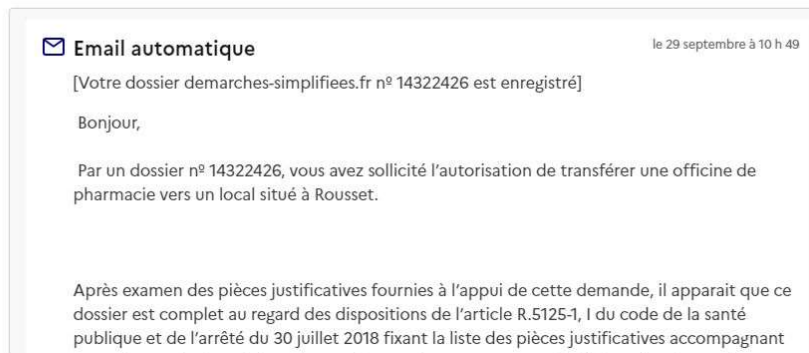 Email automatique
le 29 septembre à 10 h 49
[Votre dossier demarches-simplifiees.fr nº 14322426 est enregistré]
Bonjour,
Par un dossier nº 14322426, vous avez sollicité l'autorisation de transférer une officine de
pharmacie vers un local situé à Rousset.
Après examen des pièces justificatives fournies à l'appui de cette demande, il apparait que ce
dossier est complet au regard des dispositions de l'article R.5125-1, I du code de la santé
publique et de l'arrêté du 30 juillet 2018 fixant la liste des pièces justificatives accompagnant